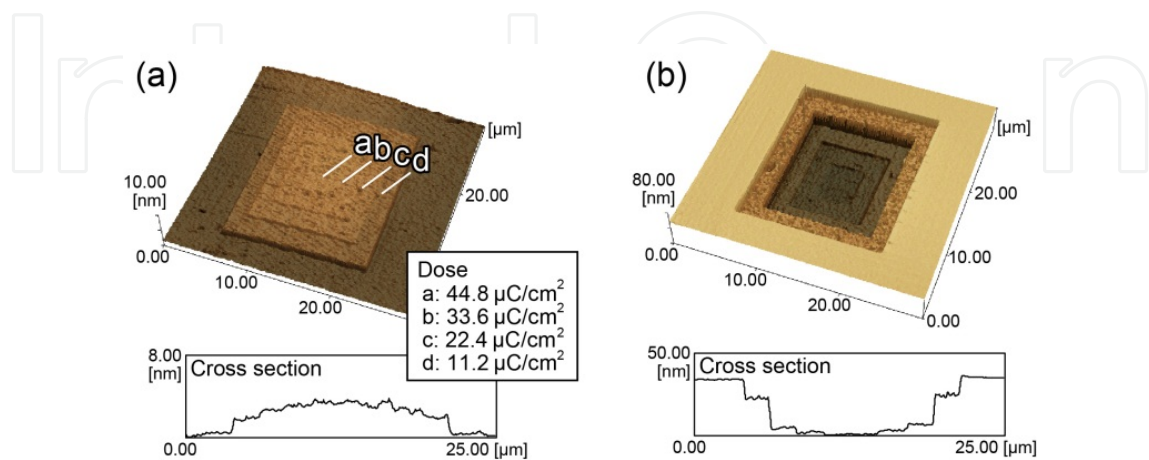 (a)
abcd
[µm]
20.00
10.00
[nm]
0.00
10.00
20.00
Dose
a: 44.8 µC/cm²
b: 33.6 µC/cm²
c: 22.4 µC/cm²
d: 11.2 µC/cm²
8.00
[nm]
Cross section
0.00
25.00 [µm]
(b)
[µm]
20.00
80.00
[nm]
10.00
0.00
10.00
20.00
0.00
50.00
[nm]
Cross section
0.00
25.00 [µm]